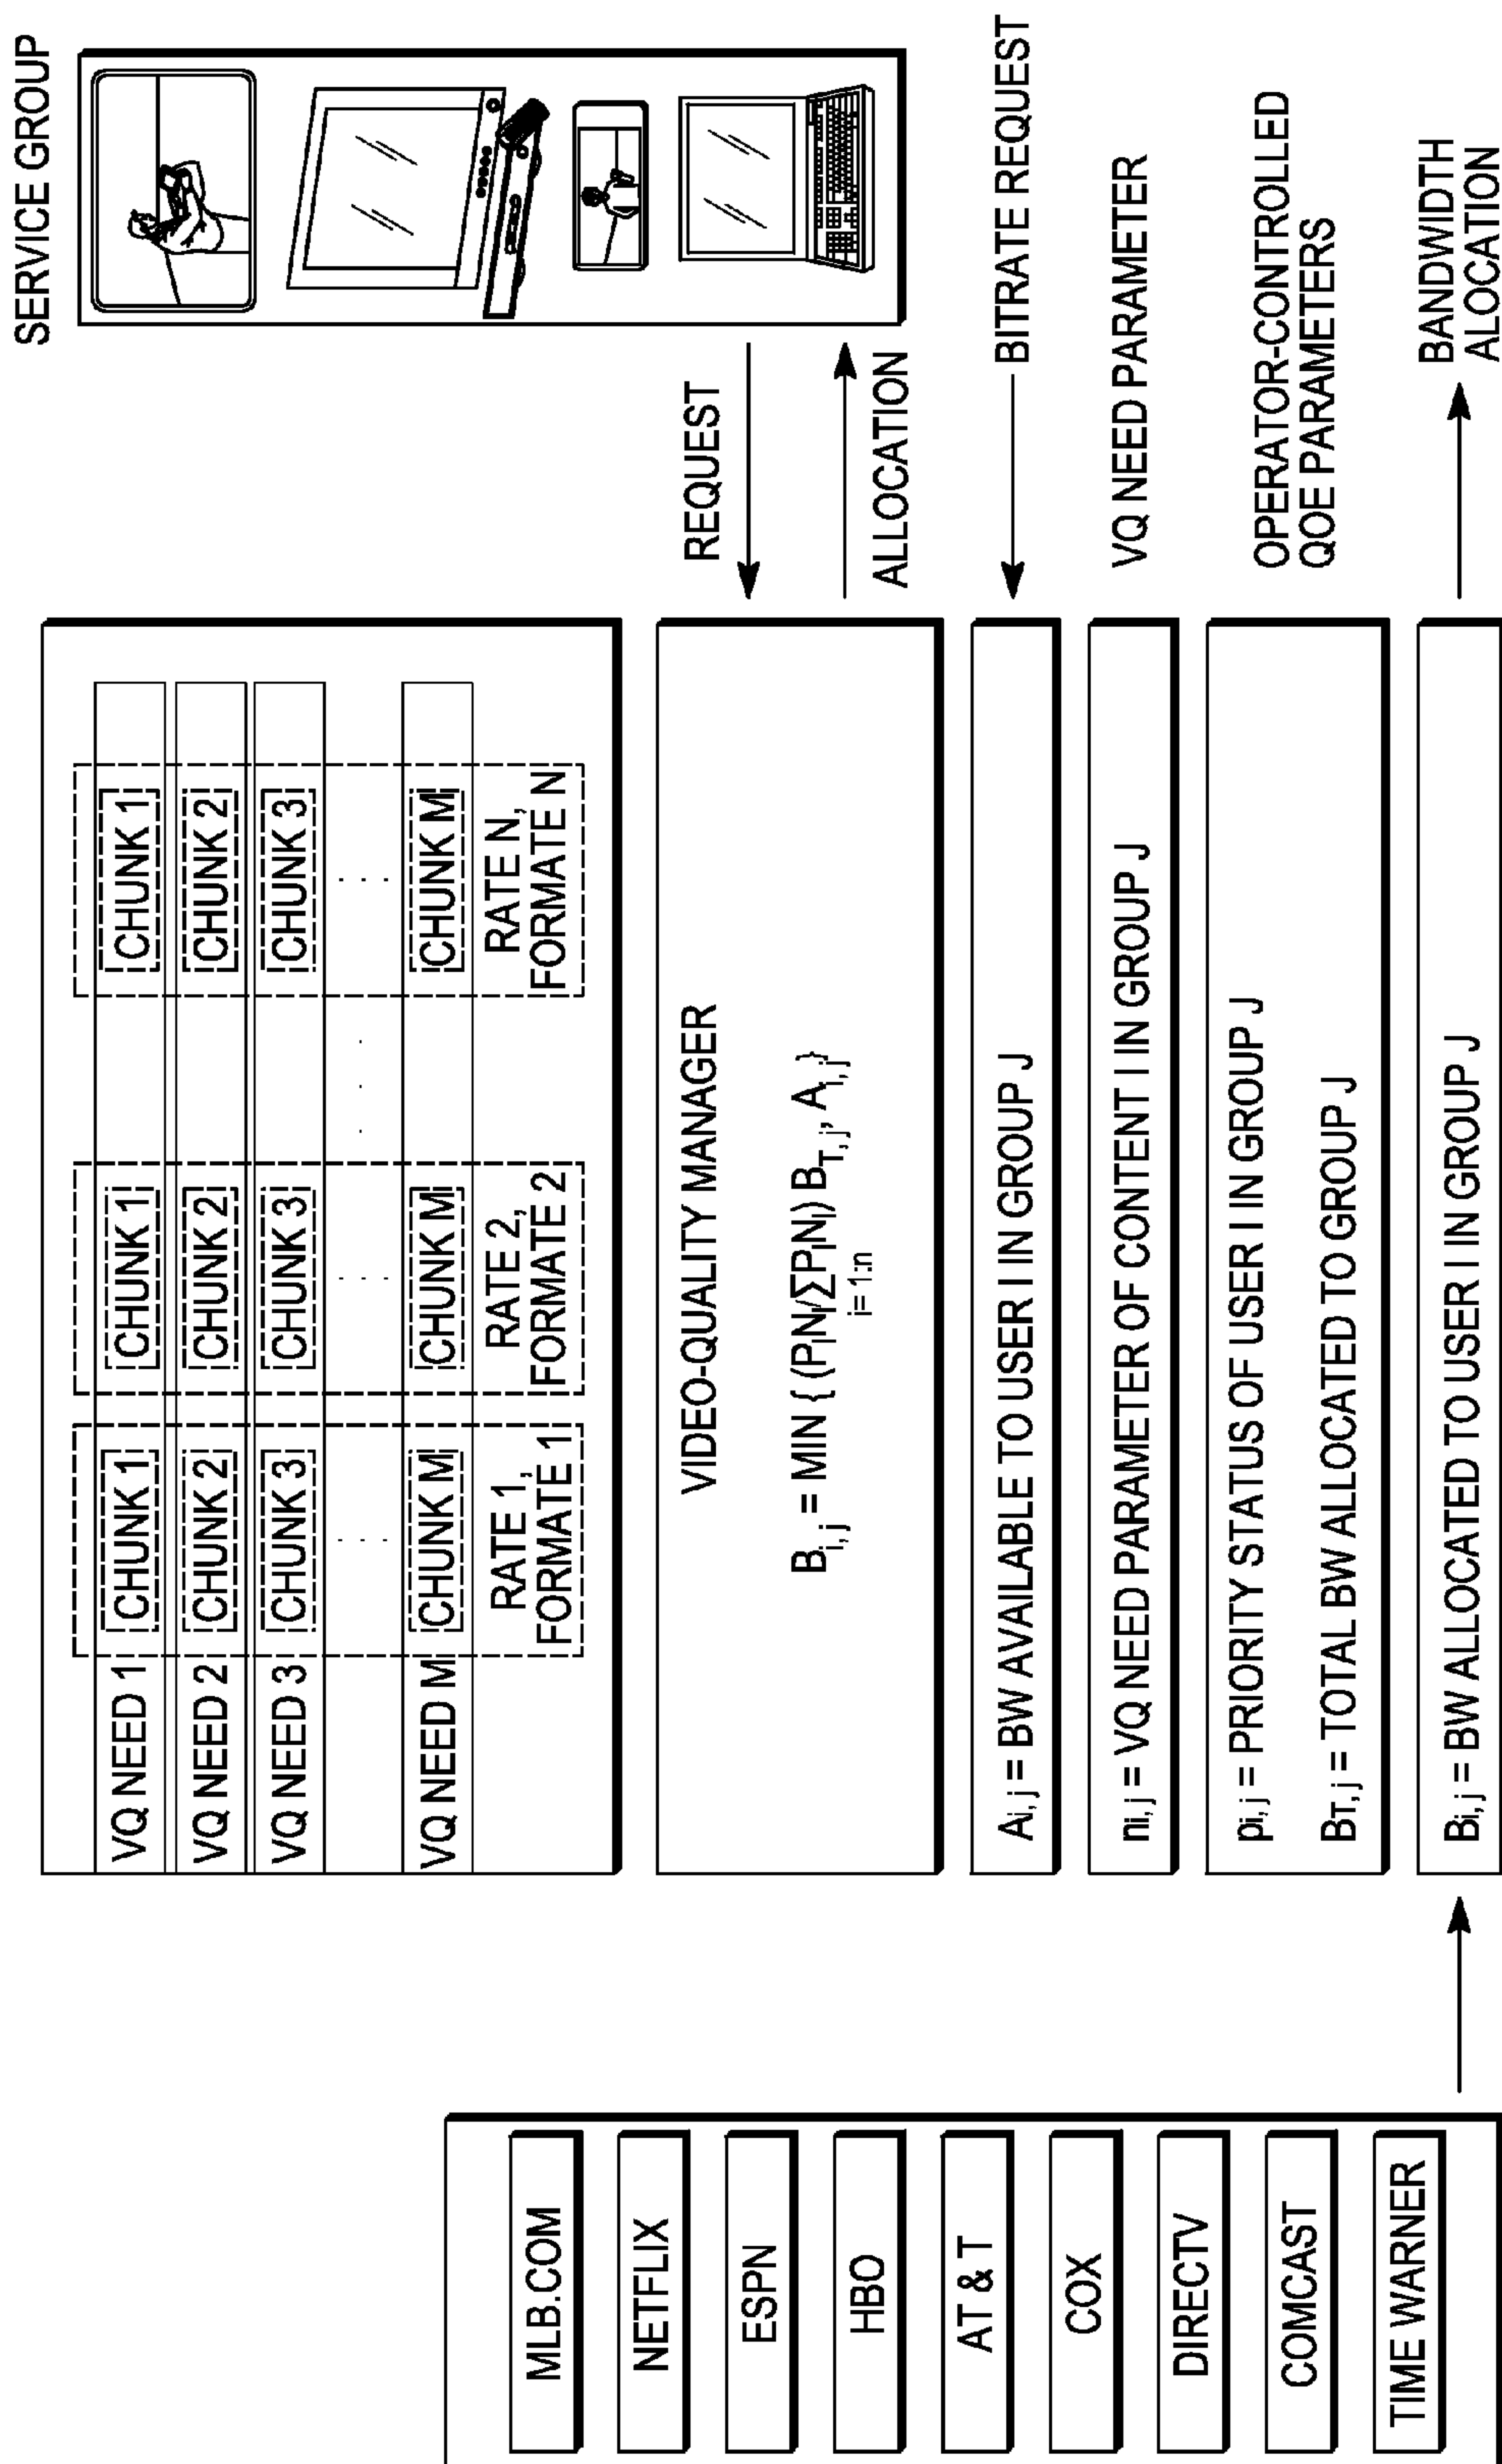 MLB.COM
NETFLIX
ESPN
HBO
AT & T
COX
DIRECTV
COMCAST
TIME WARNER
VQ NEED 1
CHUNK 1
CHUNK 1
CHUNK 1
VQ NEED 2
CHUNK 2
CHUNK 2
CHUNK 2
VQ NEED 3
CHUNK 3
CHUNK 3
CHUNK 3
. . .
. . .
. . .
. . .
VQ NEED M
CHUNK M
CHUNK M
CHUNK M
RATE 1,
FORMATE 1
RATE 2,
FORMATE 2
RATE N,
FORMATE N
VIDEO-QUALITY MANAGER
B i, j = MIN { (PiNi/∑PiNi) B T, j, A i, j }
i= 1:n
Ai, j = BW AVAILABLE TO USER I IN GROUP J
ni, j = VQ NEED PARAMETER OF CONTENT I IN GROUP J
pi, j = PRIORITY STATUS OF USER I IN GROUP J
BT, j = TOTAL BW ALLOCATED TO GROUP J
Bi, j = BW ALLOCATED TO USER I IN GROUP J
SERVICE GROUP
REQUEST
ALLOCATION
BITRATE REQUEST
VQ NEED PARAMETER
OPERATOR-CONTROLLED
QOE PARAMETERS
BANDWIDTH
ALOCATION